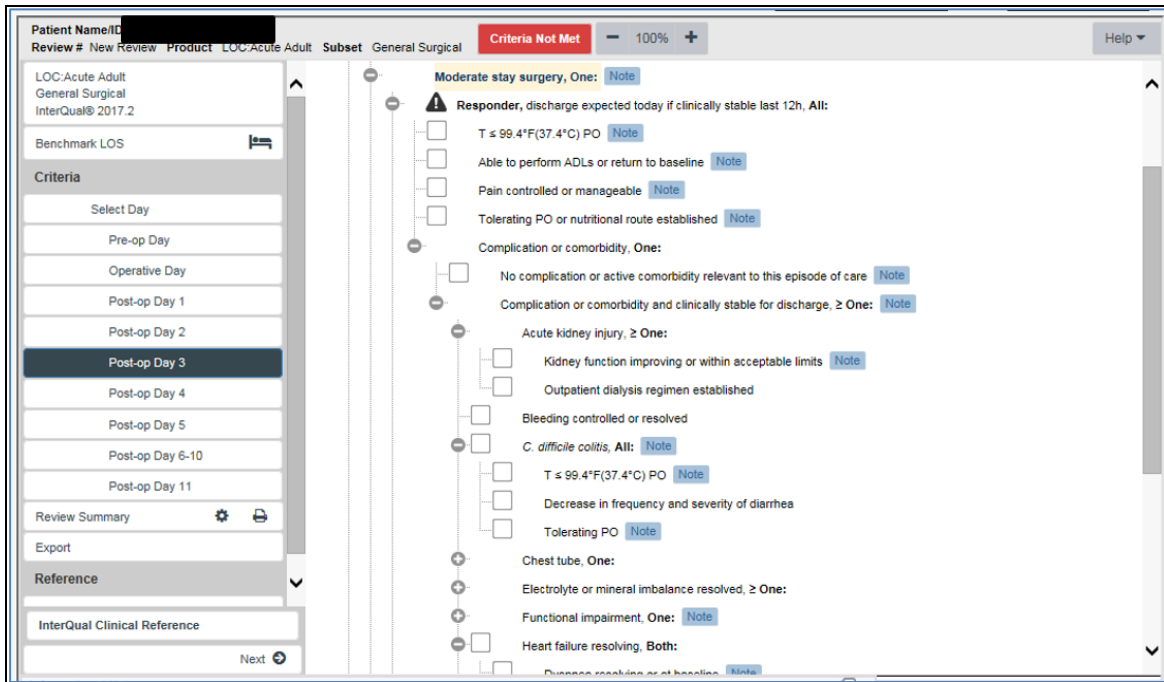 Patient Name/ID
Review # New Review Product LOC:Acute Adult Subset General Surgical
Criteria Not Met
100%
Help
LOC:Acute Adult
General Surgical
InterQual® 2017.2
Benchmark LOS
Criteria
Select Day
Pre-op Day
Operative Day
Post-op Day 1
Post-op Day 2
Post-op Day 3
Post-op Day 4
Post-op Day 5
Post-op Day 6-10
Post-op Day 11
Review Summary
Export
Reference
InterQual Clinical Reference
Next
Moderate stay surgery, One: Note
Responder, discharge expected today if clinically stable last 12h, All:
T ≤ 99.4°F(37.4°C) PO Note
Able to perform ADLs or return to baseline Note
Pain controlled or manageable Note
Tolerating PO or nutritional route established Note
Complication or comorbidity, One:
No complication or active comorbidity relevant to this episode of care Note
Complication or comorbidity and clinically stable for discharge, ≥ One: Note
Acute kidney injury, ≥ One:
Kidney function improving or within acceptable limits Note
Outpatient dialysis regimen established
Bleeding controlled or resolved
C. difficile colitis, All: Note
T ≤ 99.4°F(37.4°C) PO Note
Decrease in frequency and severity of diarrhea
Tolerating PO Note
Chest tube, One:
Electrolyte or mineral imbalance resolved, ≥ One:
Functional impairment, One: Note
Heart failure resolving, Both:
Dyspnea resolving or at baseline Note